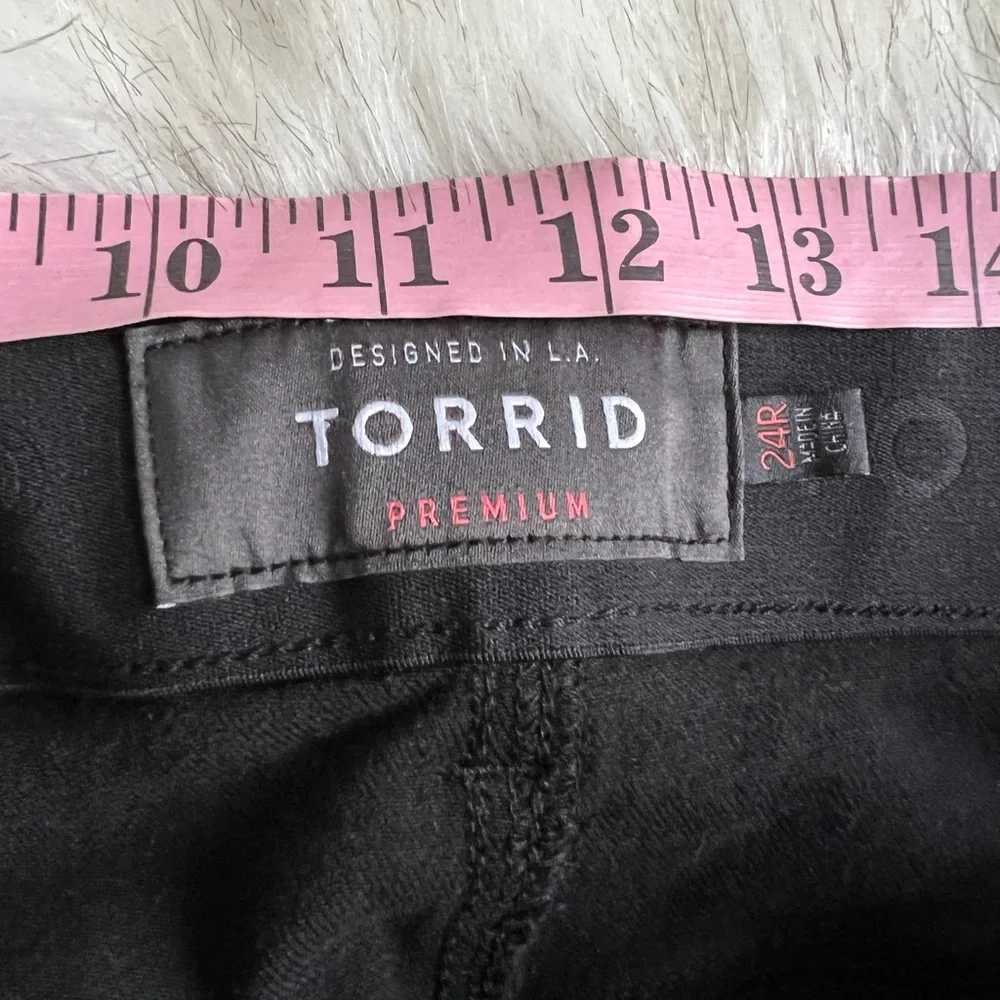 10 11 12 13 14
DESIGNED IN L.A.
TORRID
PREMIUM
24R
MADE IN
CHINA